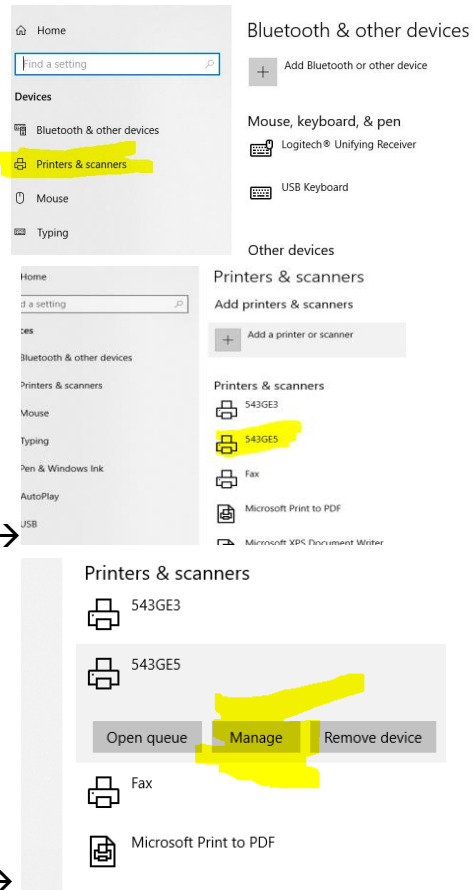 Home
Find a setting
Devices
Bluetooth & other devices
Printers & scanners
Mouse
Typing
Bluetooth & other devices
Add Bluetooth or other device
Mouse, keyboard, & pen
Logitech® Unifying Receiver
USB Keyboard
Other devices
Home
d a setting
ces
Bluetooth & other devices
Printers & scanners
Mouse
Typing
Pen & Windows Ink
AutoPlay
USB
Printers & scanners
Add printers & scanners
Add a printer or scanner
Printers & scanners
543GE3
543GE5
Fax
Microsoft Print to PDF
Microsoft XPS Document Writer
Printers & scanners
543GE3
543GE5
Open queue Manage Remove device
Fax
Microsoft Print to PDF